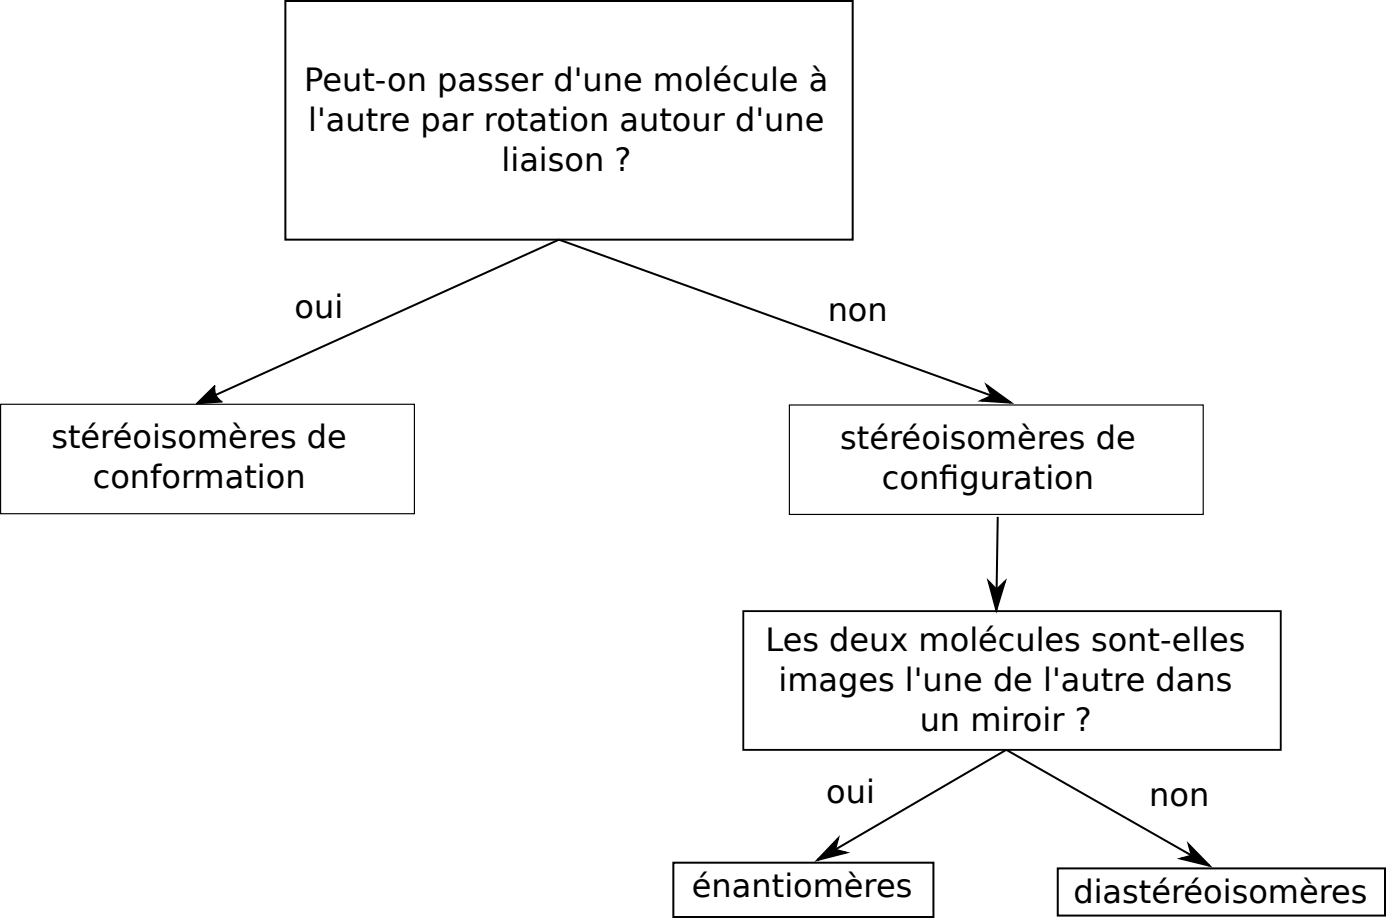 Peut-on passer d'une molécule à
l'autre par rotation autour d'une
liaison ?
oui
non
stéréoisomères de
conformation
stéréoisomères de
configuration
Les deux molécules sont-elles
images l'une de l'autre dans
un miroir ?
oui
non
énantiomères
diastéréoisomères